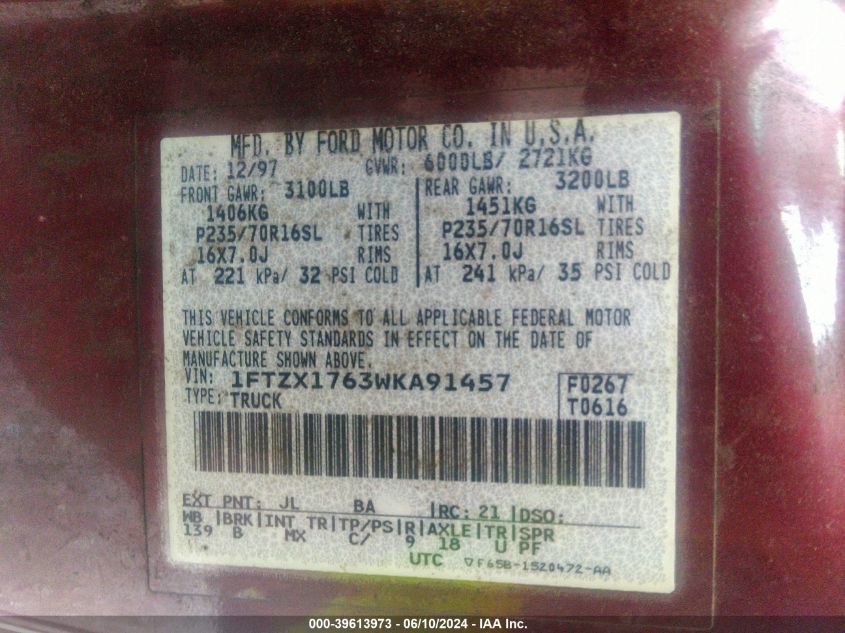 MFD. BY FORD MOTOR CO. IN U.S.A.
DATE: 12/97 GVWR: 6000LB/ 2721KG
FRONT GAWR: 3100LB REAR GAWR: 3200LB
1406KG WITH 1451KG WITH
P235/70R16SL TIRES P235/70R16SL TIRES
16X7.0J RIMS 16X7.0J RIMS
AT 221 kPa/ 32 PSI COLD AT 241 kPa/ 35 PSI COLD
THIS VEHICLE CONFORMS TO ALL APPLICABLE FEDERAL MOTOR
VEHICLE SAFETY STANDARDS IN EFFECT ON THE DATE OF
MANUFACTURE SHOWN ABOVE.
VIN: 1FTZX1763WKA91457 F0267
TYPE: TRUCK T0616
EXT PNT: JL BA |RC: 21 |DSO:
WB |BRK|INT TR|TP/PS|R|AXLE|TR|SPR
139 B MX C/ 9 18 U PF
UTC ▽F65B-1520472-AA
000-39613973 - 06/10/2024 - IAA Inc.